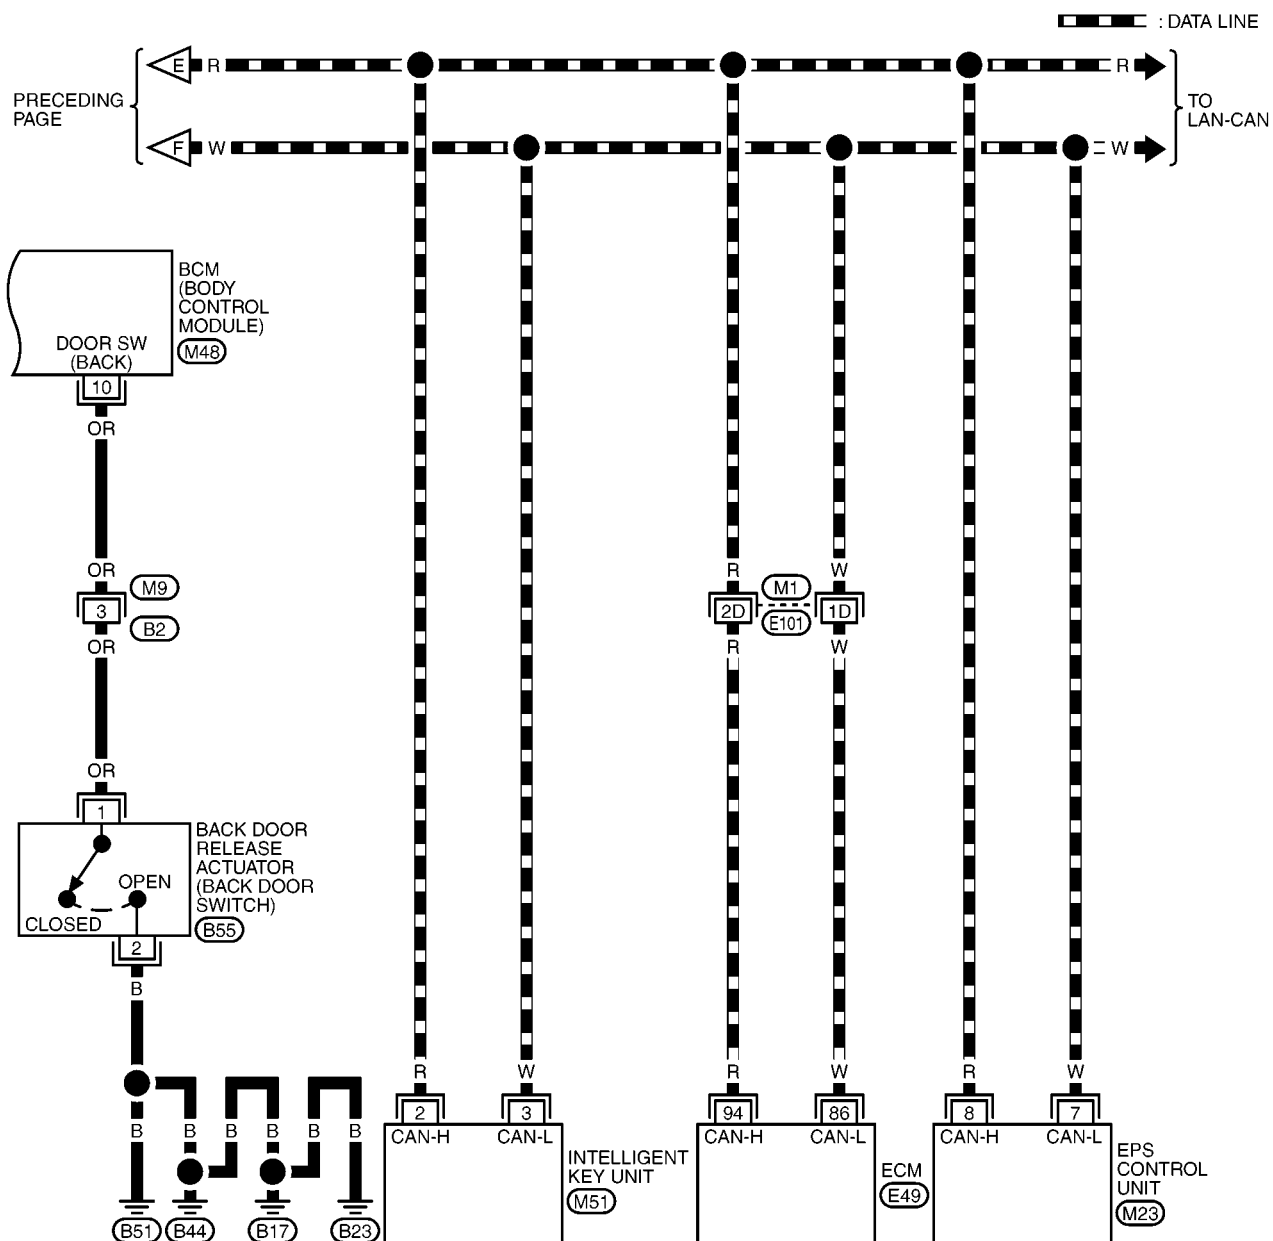 : DATA LINE
E R R
PRECEDING
PAGE
TO
LAN-CAN
F W W
BCM
(BODY
CONTROL
MODULE)
M48
DOOR SW
(BACK)
10
OR
OR
M9
3
B2
OR
OR
R W
M1
2D 1D
E101
R W
1
BACK DOOR
RELEASE
ACTUATOR
(BACK DOOR
SWITCH)
B55
OPEN
CLOSED
2
B
B B B B B
B51 B44 B17 B23
R W R W R W
2 3 94 86 8 7
CAN-H CAN-L CAN-H CAN-L CAN-H CAN-L
INTELLIGENT
KEY UNIT
M51
ECM
E49
EPS
CONTROL
UNIT
M23